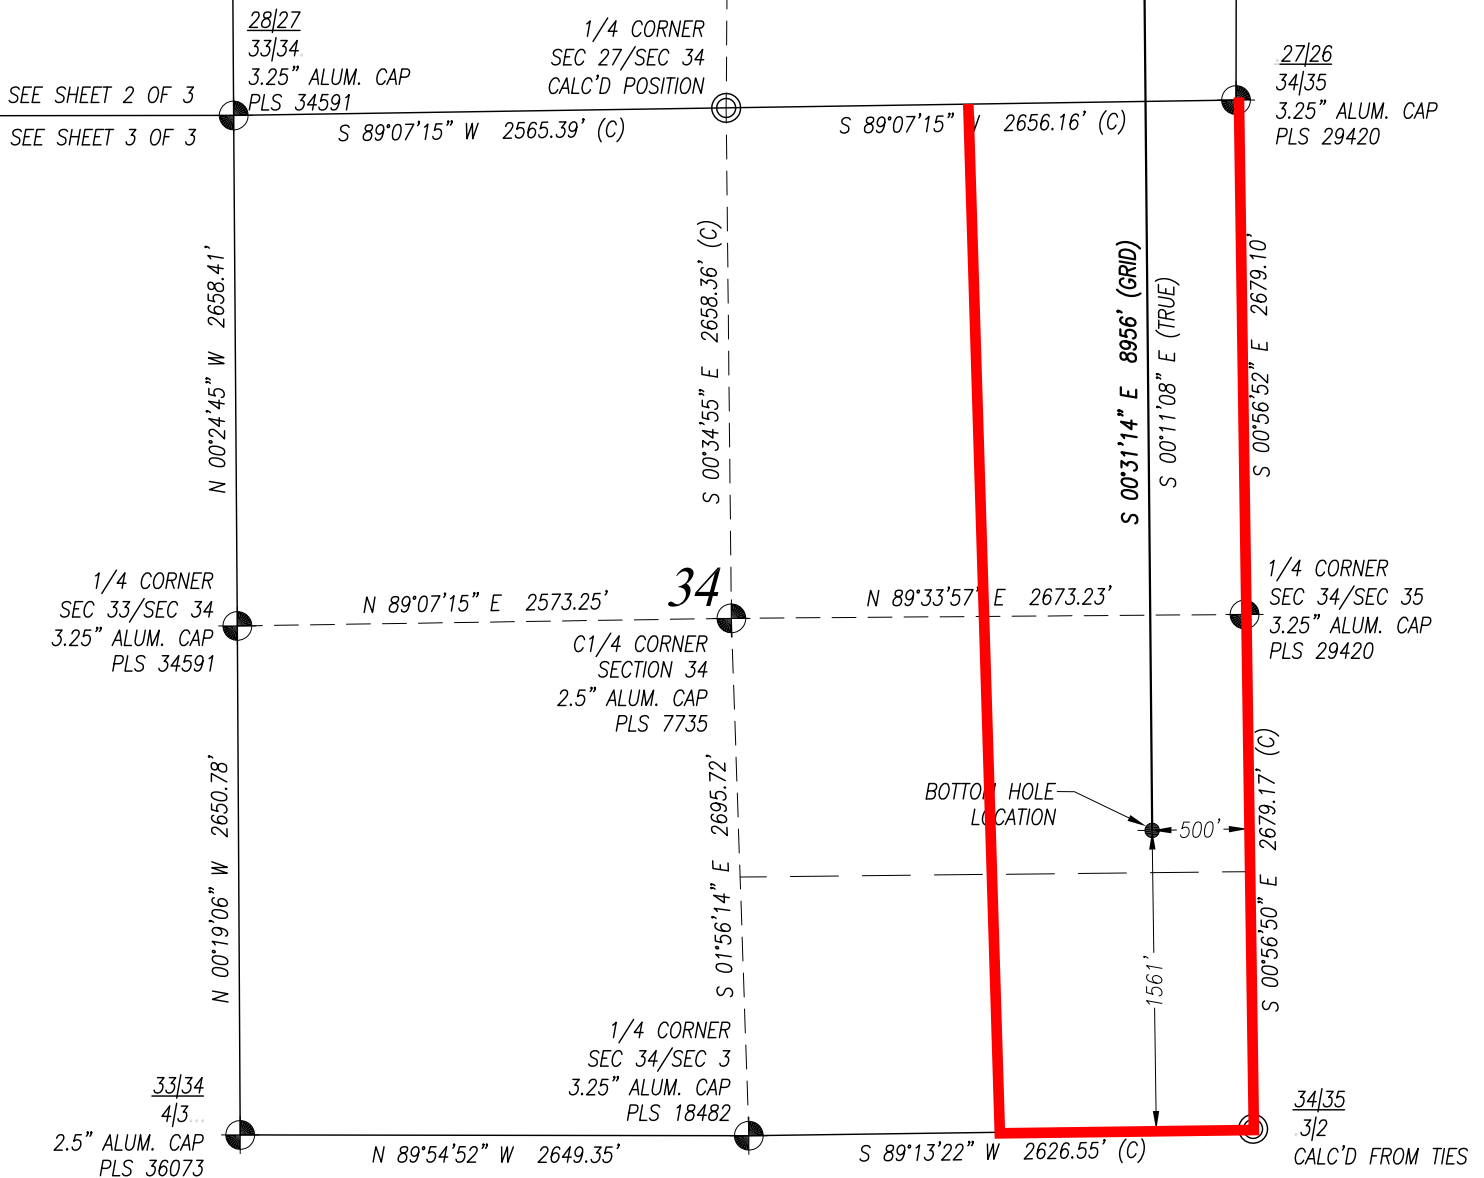 28|27
33|34
3.25" ALUM. CAP
PLS 34591
1/4 CORNER
SEC 27/SEC 34
CALC'D POSITION
27|26
34|35
3.25" ALUM. CAP
PLS 29420
SEE SHEET 2 OF 3
SEE SHEET 3 OF 3
S 89°07'15" W 2565.39' (C)
S 89°07'15" W 2656.16' (C)
N 00°24'45" W 2658.41'
S 00°34'55" E 2658.36' (C)
S 00°31'14" E 8956' (GRID)
S 00°11'08" E (TRUE)
S 00°56'52" E 2679.10'
1/4 CORNER
SEC 33/SEC 34
3.25" ALUM. CAP
PLS 34591
N 89°07'15" E 2573.25'
34
N 89°33'57" E 2673.23'
1/4 CORNER
SEC 34/SEC 35
3.25" ALUM. CAP
PLS 29420
C1/4 CORNER
SECTION 34
2.5" ALUM. CAP
PLS 7735
N 00°19'06" W 2650.78'
S 01°56'14" E 2695.72'
BOTTOM HOLE
LOCATION
500'
1561'
S 00°56'50" E 2679.17' (C)
1/4 CORNER
SEC 34/SEC 3
3.25" ALUM. CAP
PLS 18482
33|34
4|3
2.5" ALUM. CAP
PLS 36073
N 89°54'52" W 2649.35'
S 89°13'22" W 2626.55' (C)
34|35
3|2
CALC'D FROM TIES